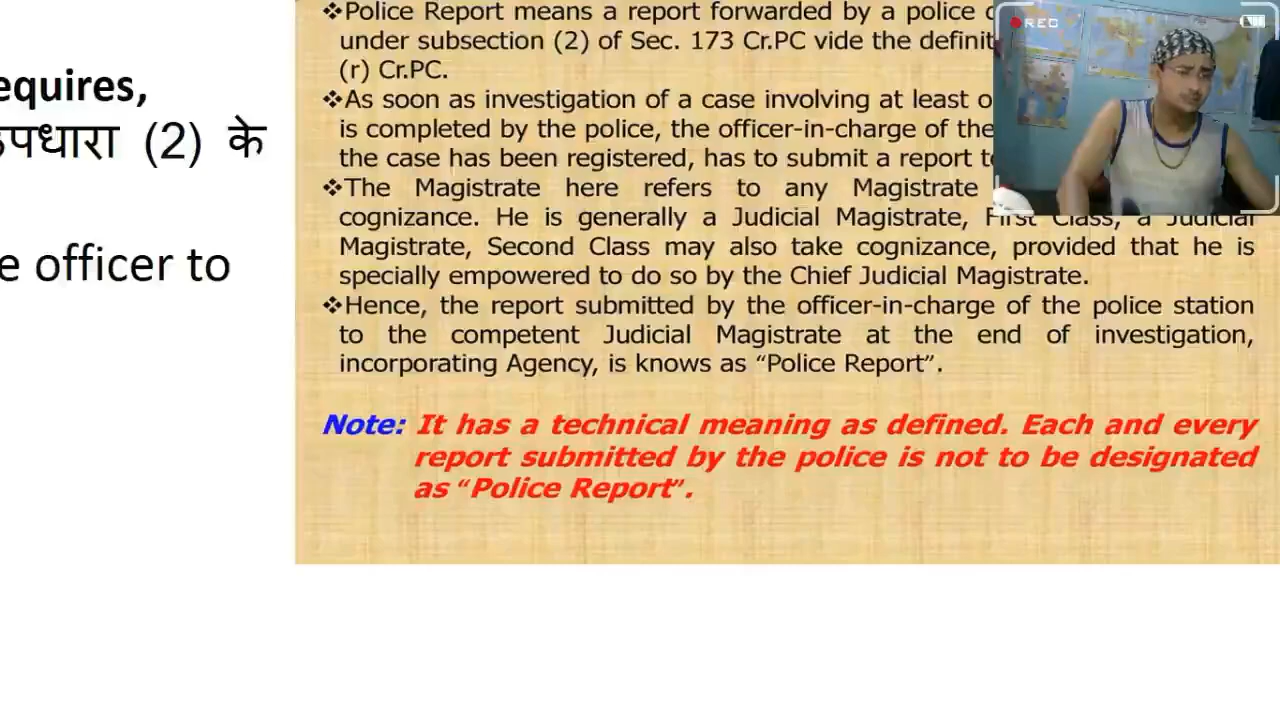 equires,
उपधारा (2) के
e officer to
❖Police Report means a report forwarded by a police
under subsection (2) of Sec. 173 Cr.PC vide the definit
(r) Cr.PC.
❖As soon as investigation of a case involving at least o
is completed by the police, the officer-in-charge of the
the case has been registered, has to submit a report t
❖The Magistrate here refers to any Magistrate
cognizance. He is generally a Judicial Magistrate, First Class, a Judicial
Magistrate, Second Class may also take cognizance, provided that he is
specially empowered to do so by the Chief Judicial Magistrate.
❖Hence, the report submitted by the officer-in-charge of the police station
to the competent Judicial Magistrate at the end of investigation,
incorporating Agency, is knows as “Police Report”.
Note: It has a technical meaning as defined. Each and every
report submitted by the police is not to be designated
as “Police Report”.
REC